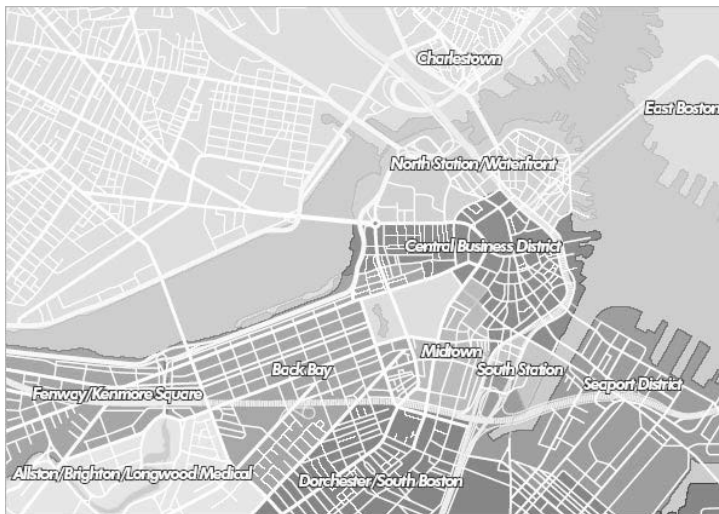 Charlestown
East Boston
North Station/Waterfront
Central Business District
Midtown
Back Bay
South Station
Seaport District
Fenway/Kenmore Square
Allston/Brighton/Longwood Medical
Dorchester/South Boston